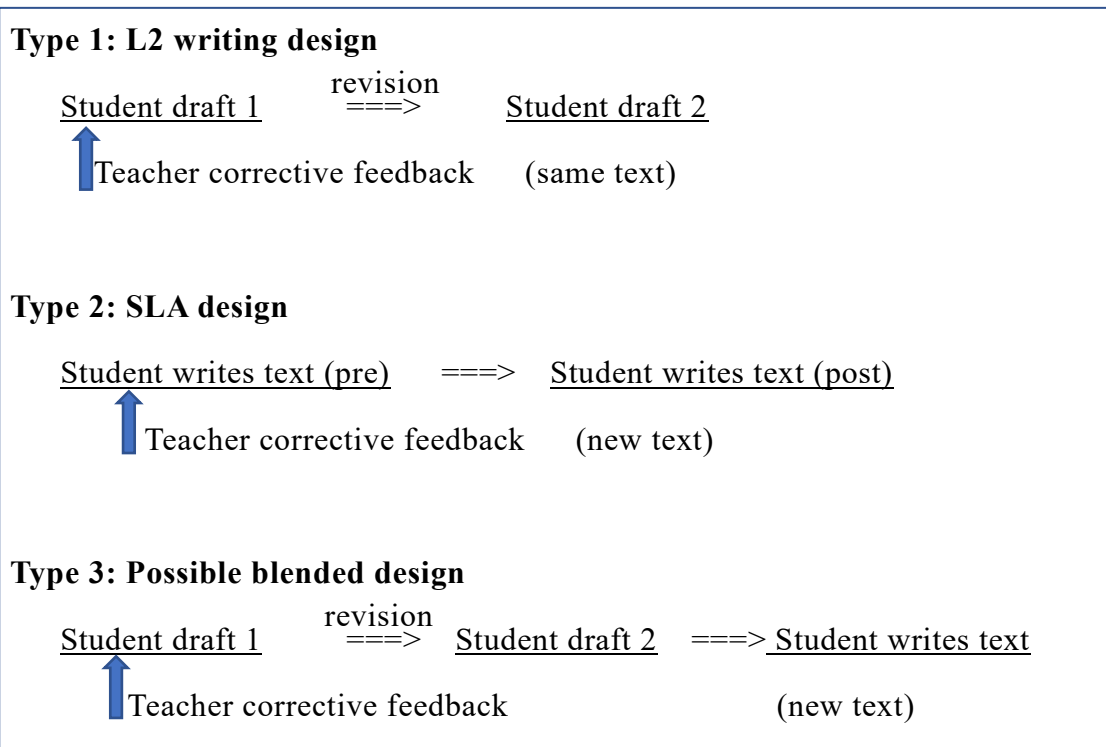 Type 1: L2 writing design
revision
Student draft 1 ===> Student draft 2
Teacher corrective feedback (same text)
Type 2: SLA design
Student writes text (pre) ===> Student writes text (post)
Teacher corrective feedback (new text)
Type 3: Possible blended design
revision
Student draft 1 ===> Student draft 2 ===> Student writes text
Teacher corrective feedback (new text)